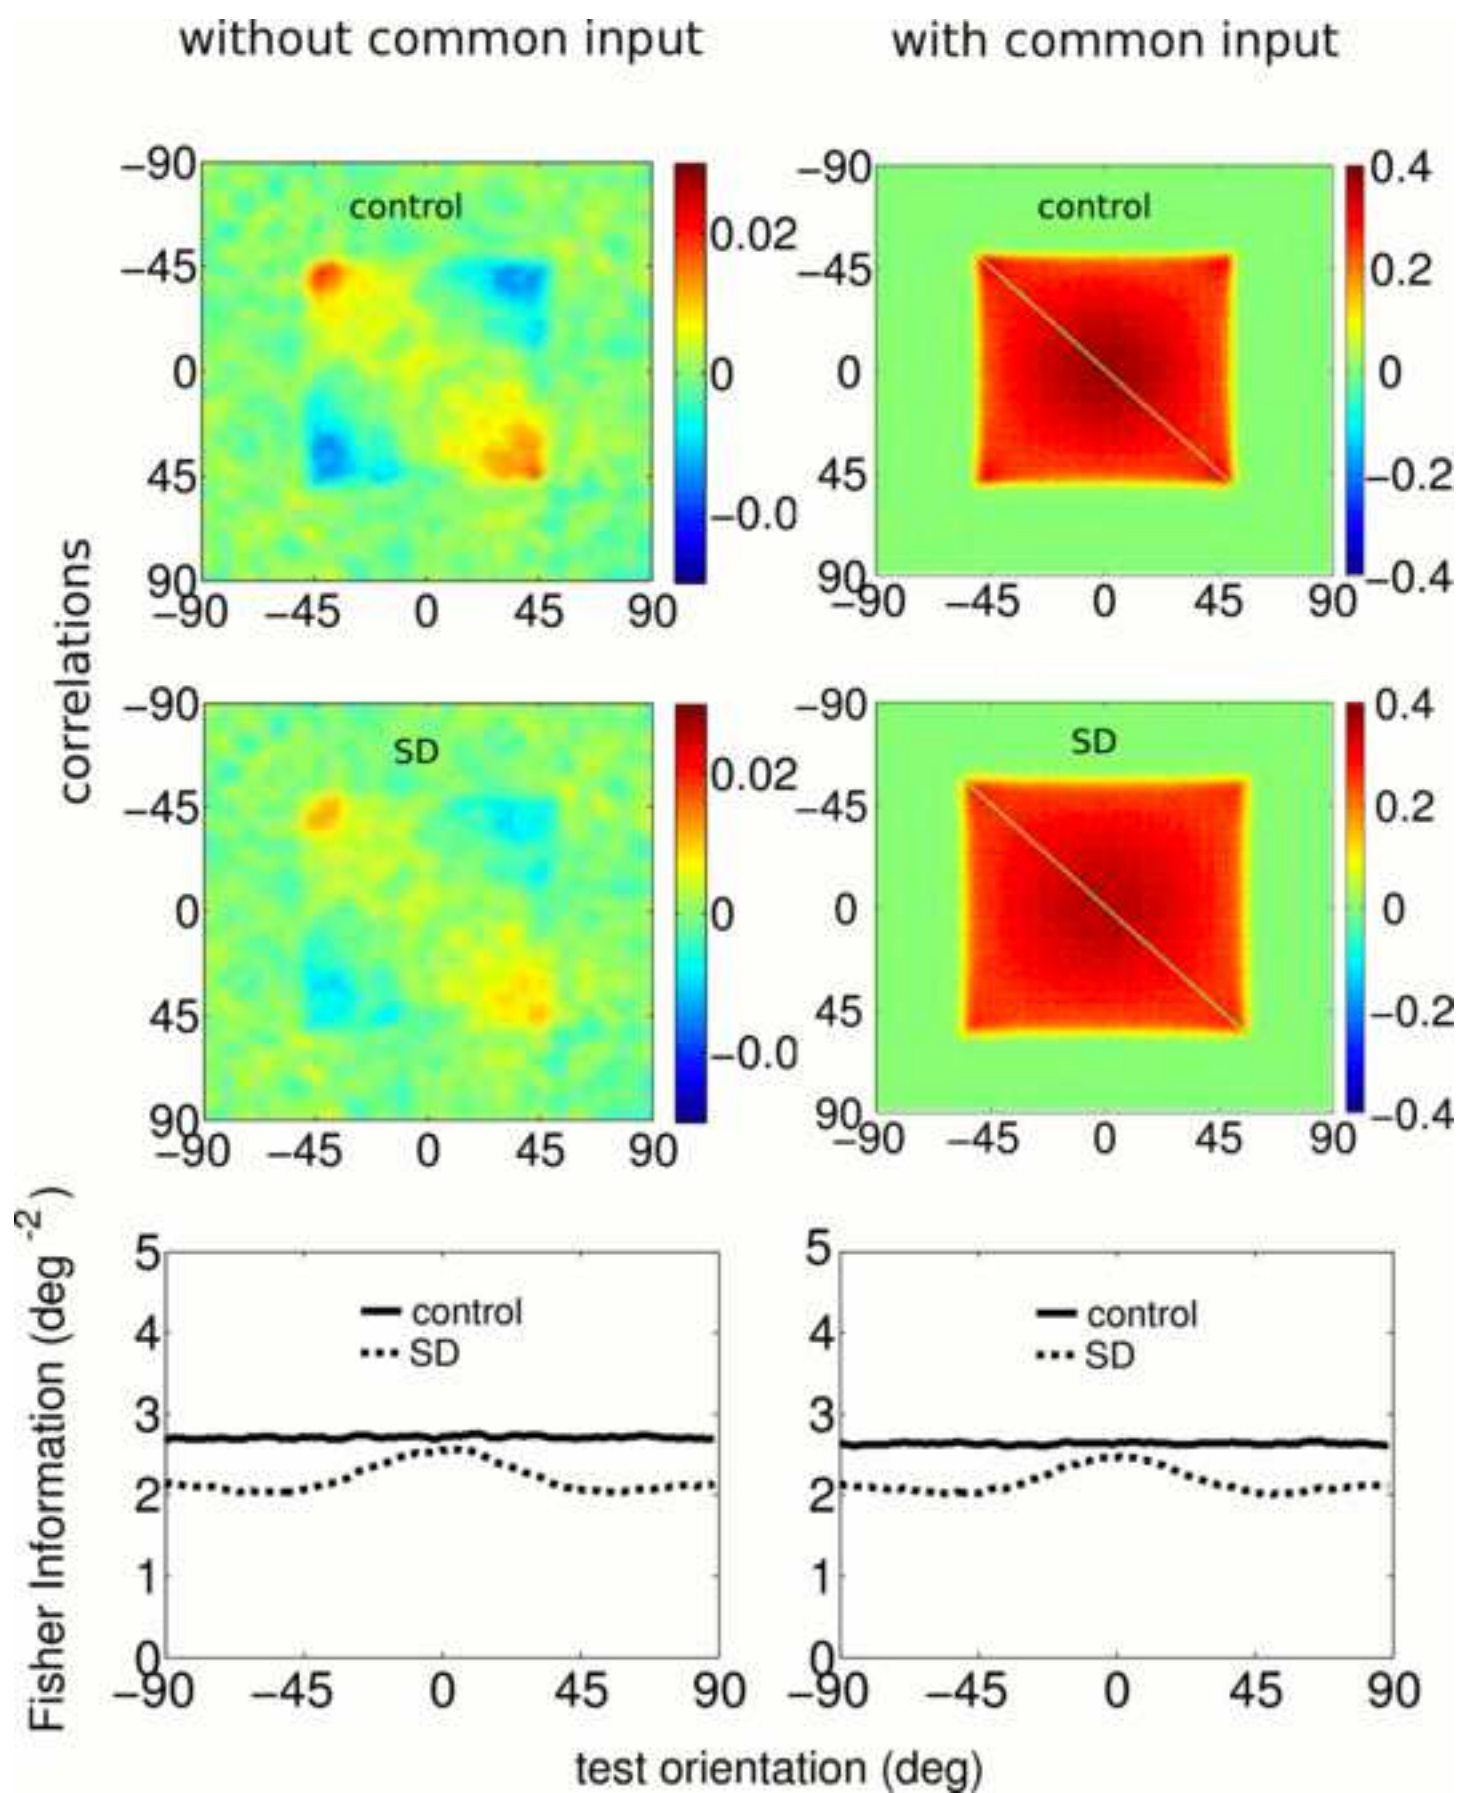 without common input
with common input
correlations
control
−90
−45
0
45
90
−90 −45 0 45 90
0.02
0
−0.0
control
−90
−45
0
45
90
−90 −45 0 45 90
0.4
0.2
0
−0.2
−0.4
SD
−90
−45
0
45
90
−90 −45 0 45 90
0.02
0
−0.0
SD
−90
−45
0
45
90
−90 −45 0 45 90
0.4
0.2
0
−0.2
−0.4
Fisher Information (deg -2)
5
4
3
2
1
0
control
SD
−90 −45 0 45 90
5
4
3
2
1
0
control
SD
−90 −45 0 45 90
test orientation (deg)